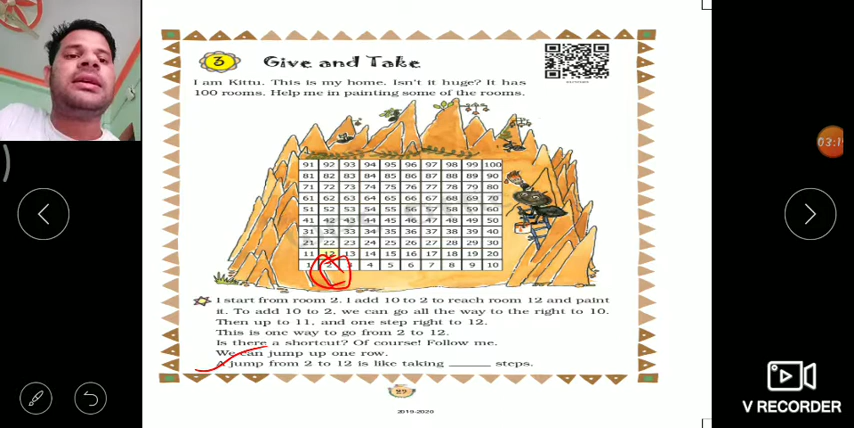 3 Give and Take
I am Kittu. This is my home. Isn't it huge? It has
100 rooms. Help me in painting some of the rooms.
91 92 93 94 95 96 97 98 99 100
81 82 83 84 85 86 87 88 89 90
71 72 73 74 75 76 77 78 79 80
61 62 63 64 65 66 67 68 69 70
51 52 53 54 55 56 57 58 59 60
41 42 43 44 45 46 47 48 49 50
31 32 33 34 35 36 37 38 39 40
21 22 23 24 25 26 27 28 29 30
11 12 13 14 15 16 17 18 19 20
1 2 3 4 5 6 7 8 9 10
I start from room 2. I add 10 to 2 to reach room 12 and paint
it. To add 10 to 2, we can go all the way to the right to 10.
Then up to 11, and one step right to 12.
This is one way to go from 2 to 12.
Is there a shortcut? Of course! Follow me.
We can jump up one row.
A jump from 2 to 12 is like taking ______ steps.
2019-2020
V RECORDER